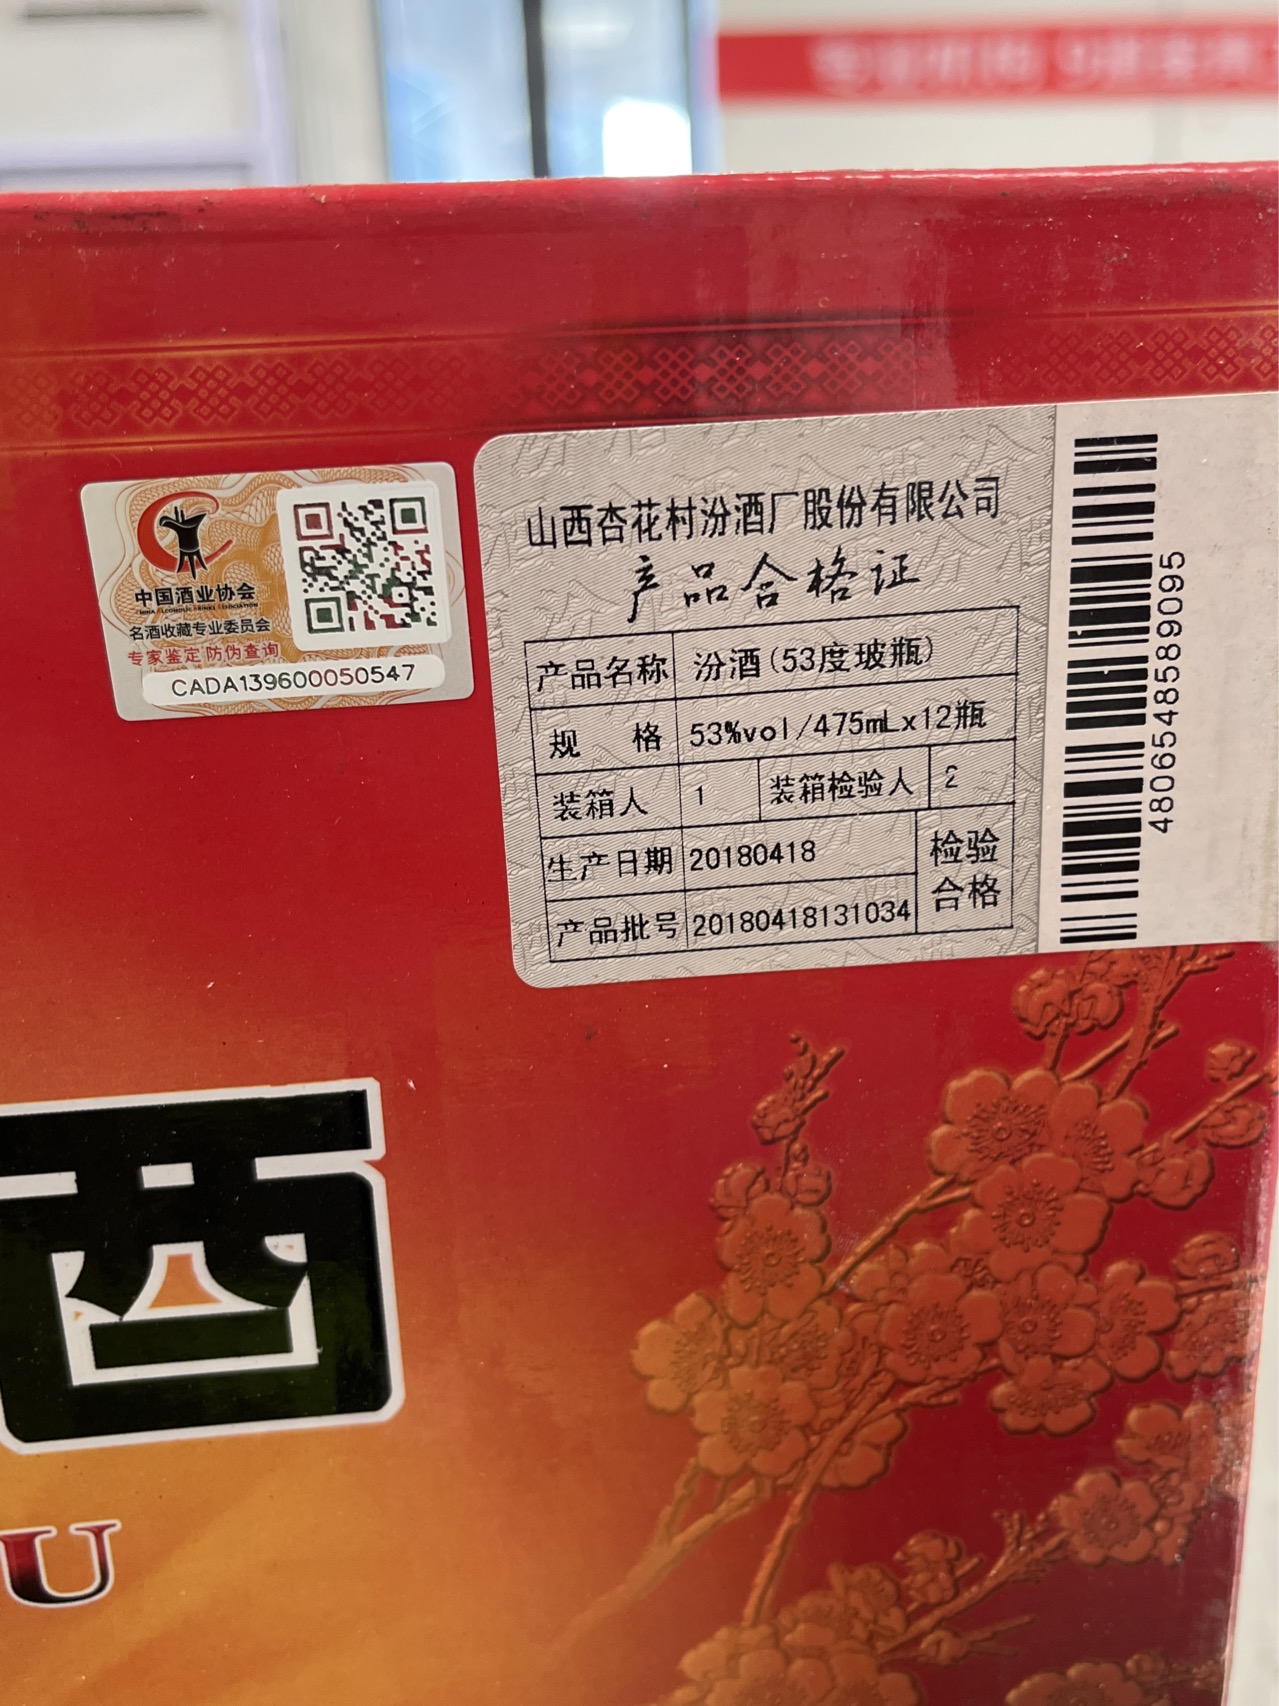 中国酒业协会
名酒收藏专业委员会
专家鉴定 防伪查询
CADA139600050547
山西杏花村汾酒厂股份有限公司
产品合格证
产品名称 汾酒(53度玻瓶)
规 格 53%vol/475mLx12瓶
装箱人 1 装箱检验人 2
生产日期 20180418
产品批号 20180418131034
检验
合格
4806548589095
U